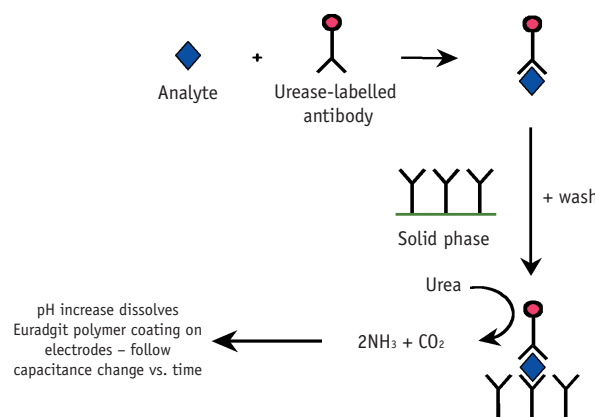 Analyte
+
Urease-labelled
antibody
+ wash
Solid phase
Urea
2NH₃ + CO₂
pH increase dissolves
Euradgit polymer coating on
electrodes – follow
capacitance change vs. time